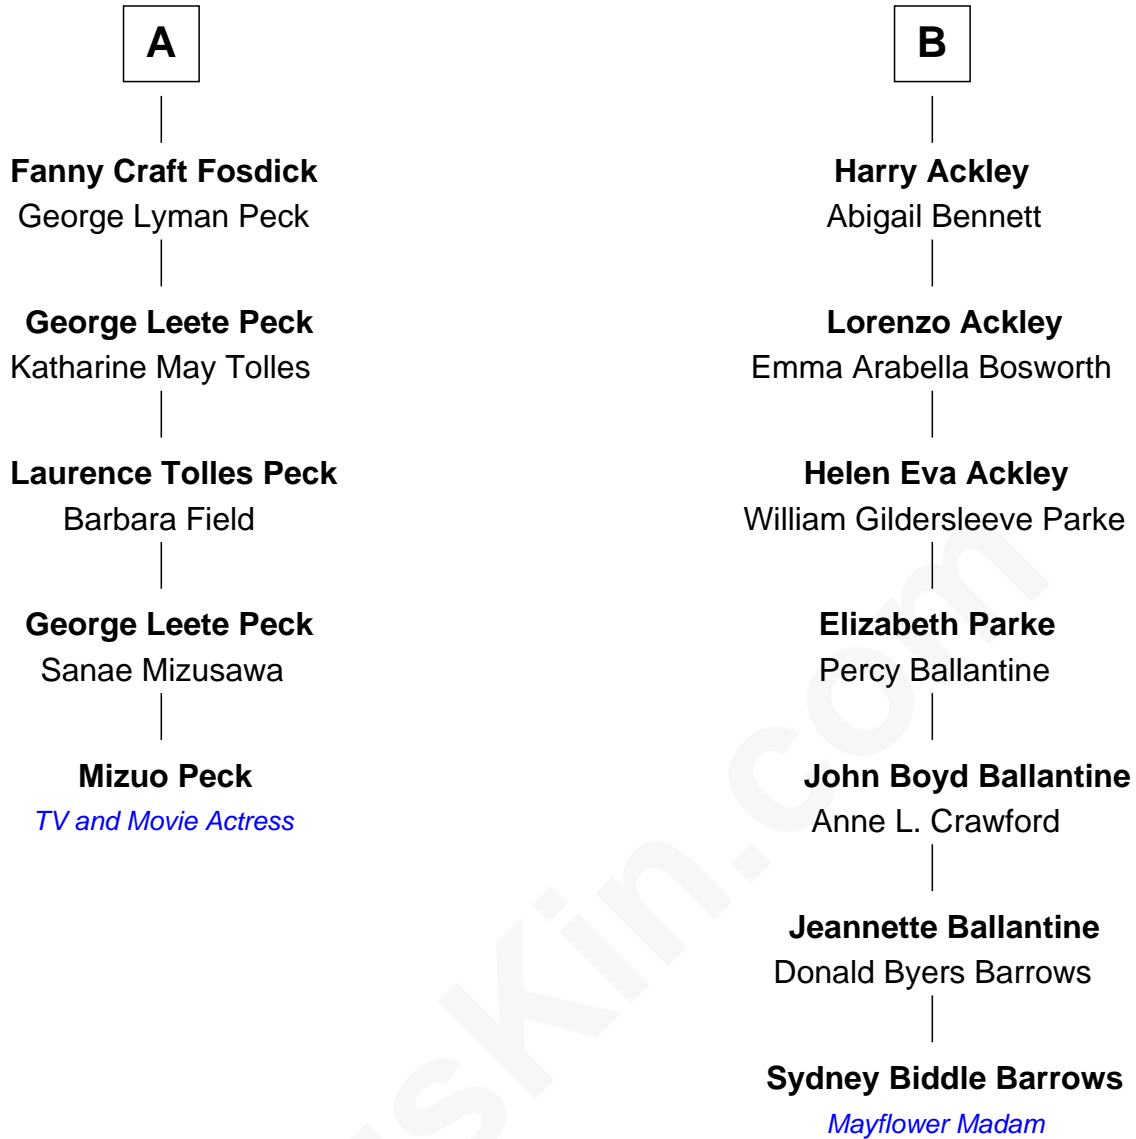 A
Fanny Craft Fosdick
George Lyman Peck
George Leete Peck
Katharine May Tolles
Laurence Tolles Peck
Barbara Field
George Leete Peck
Sanae Mizusawa
Mizuo Peck
TV and Movie Actress
B
Harry Ackley
Abigail Bennett
Lorenzo Ackley
Emma Arabella Bosworth
Helen Eva Ackley
William Gildersleeve Parke
Elizabeth Parke
Percy Ballantine
John Boyd Ballantine
Anne L. Crawford
Jeannette Ballantine
Donald Byers Barrows
Sydney Biddle Barrows
Mayflower Madam